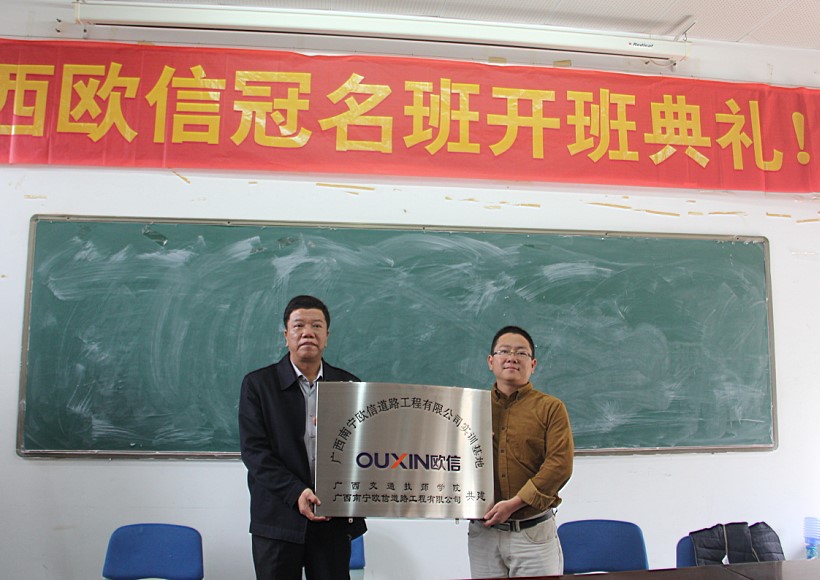 Redical
西欧信冠名班开班典礼！
广西南宁欧信道路工程有限公司实训基地
OUXIN欧信
广西交通技师学院
广西南宁欧信道路工程有限公司 共建